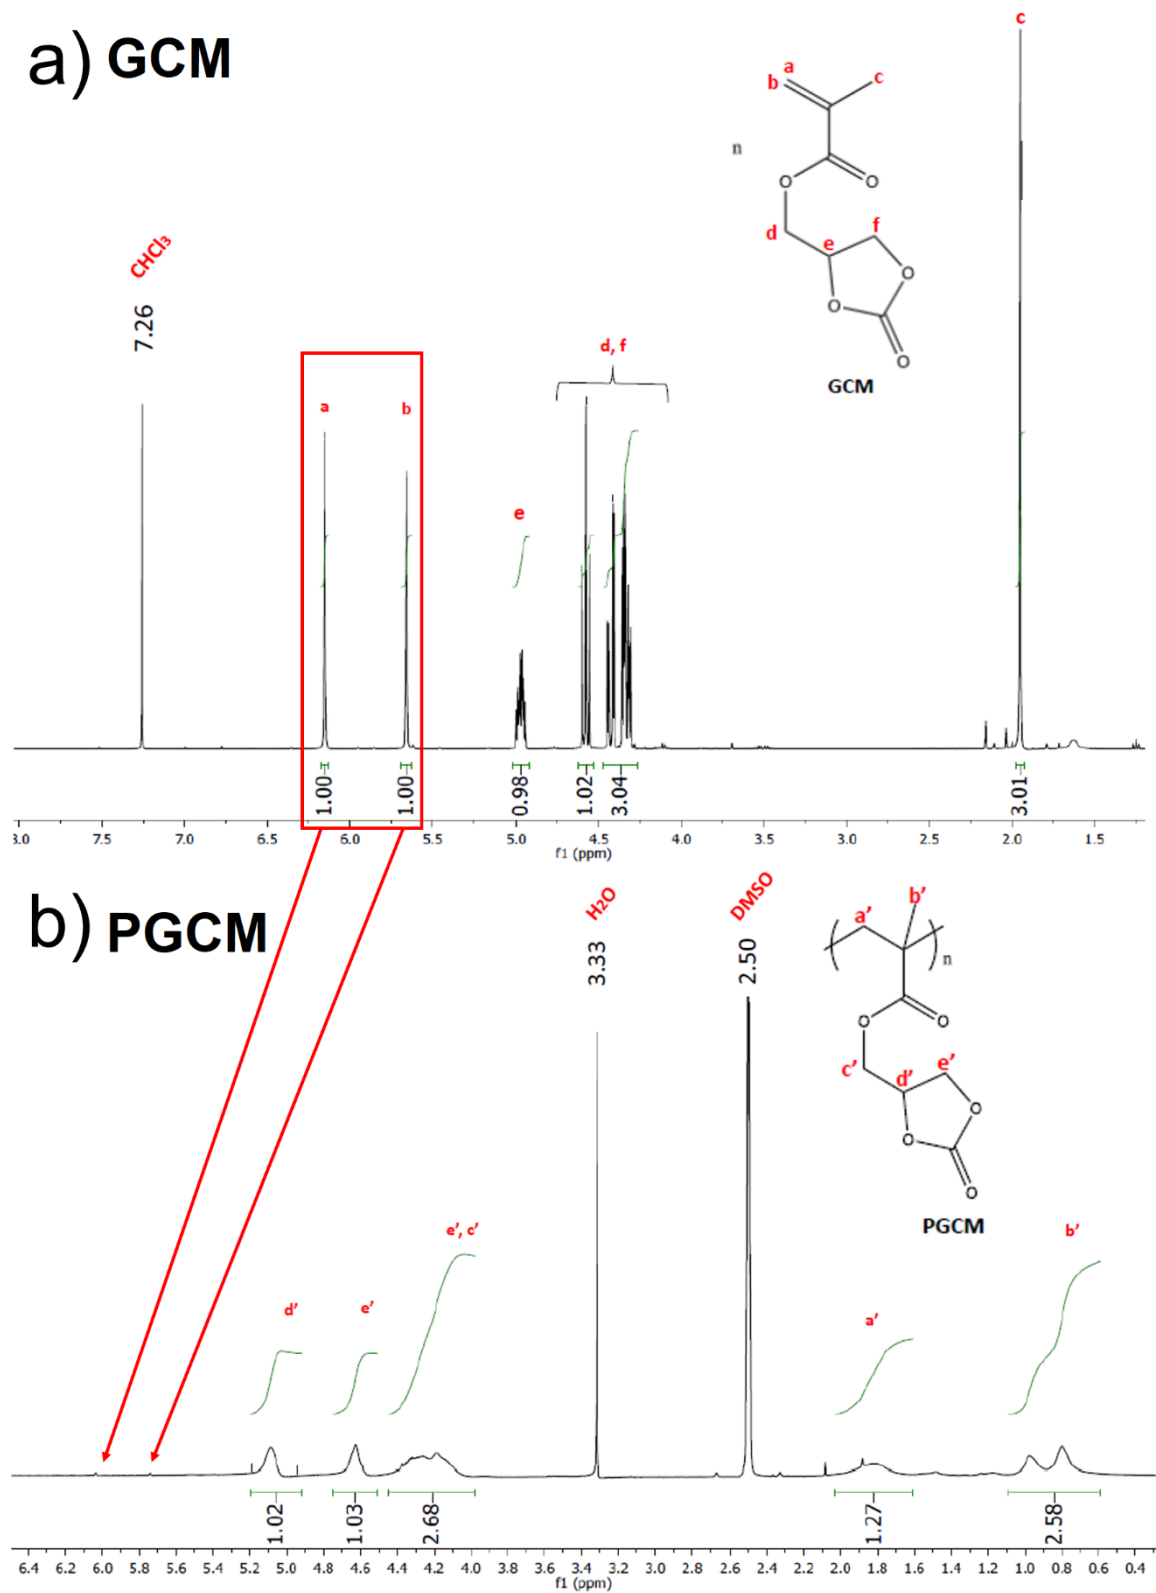 a) GCM
c
a
b
c
n
O
O
d
e
f
O
O
O
GCM
CHCl₃
7.26
d, f
a
b
e
1.00
1.00
0.98
1.02
3.04
3.01
8.0 7.5 7.0 6.5 6.0 5.5 5.0 4.5 4.0 3.5 3.0 2.5 2.0 1.5
f1 (ppm)
b) PGCM
H₂O
3.33
DMSO
2.50
b'
a'
n
O
O
c'
d'
e'
O
O
O
PGCM
e', c'
b'
d'
e'
a'
1.02
1.03
2.68
1.27
2.58
6.4 6.2 6.0 5.8 5.6 5.4 5.2 5.0 4.8 4.6 4.4 4.2 4.0 3.8 3.6 3.4 3.2 3.0 2.8 2.6 2.4 2.2 2.0 1.8 1.6 1.4 1.2 1.0 0.8 0.6 0.4
f1 (ppm)